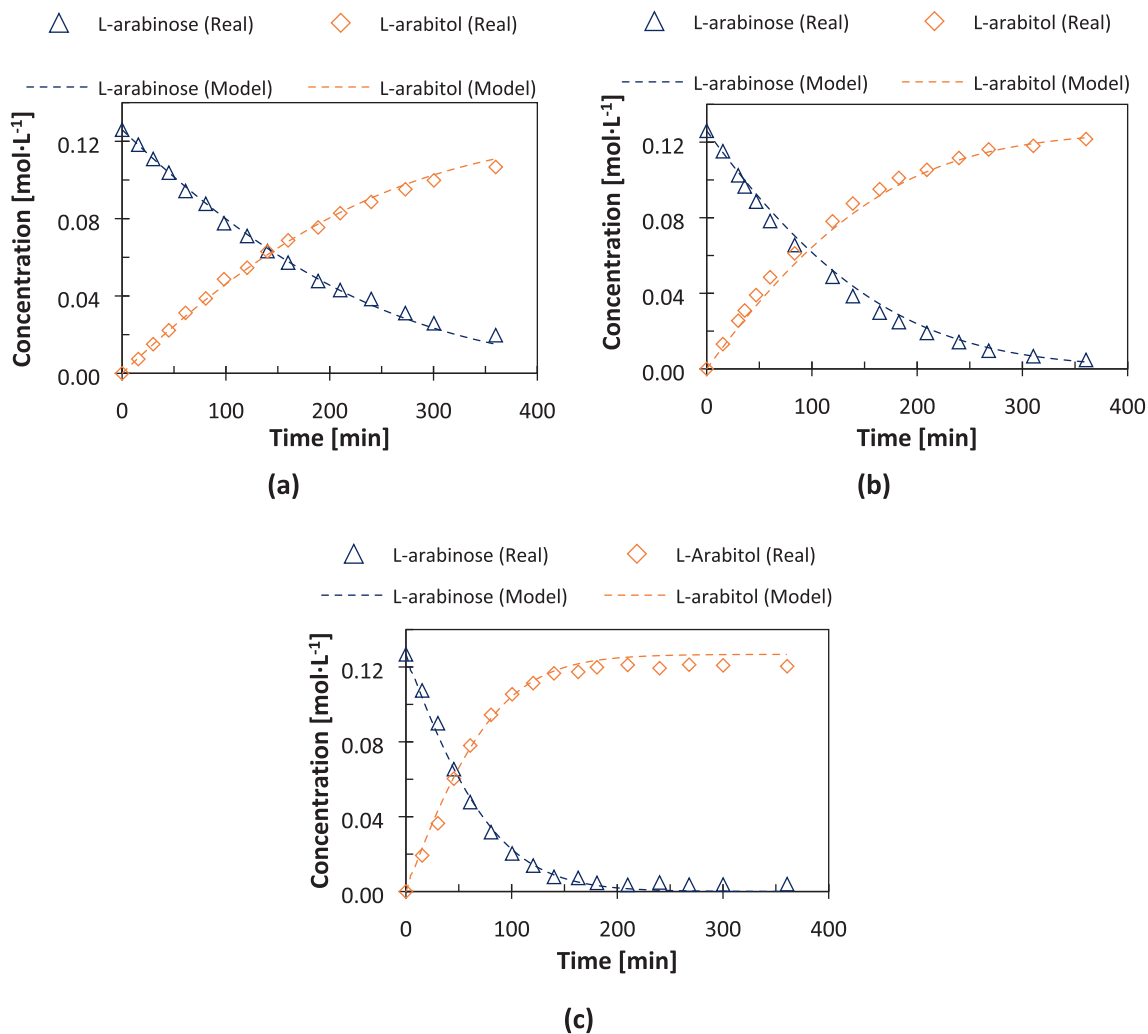 L-arabinose (Real) L-arabitol (Real)
L-arabinose (Model) L-arabitol (Model)
Concentration [mol·L⁻¹]
0.12
0.08
0.04
0.00
0 100 200 300 400
Time [min]
(a)
L-arabinose (Real) L-arabitol (Real)
L-arabinose (Model) L-arabitol (Model)
Concentration [mol·L⁻¹]
0.12
0.08
0.04
0.00
0 100 200 300 400
Time [min]
(b)
L-arabinose (Real) L-Arabitol (Real)
L-arabinose (Model) L-arabitol (Model)
Concentration [mol·L⁻¹]
0.12
0.08
0.04
0.00
0 100 200 300 400
Time [min]
(c)